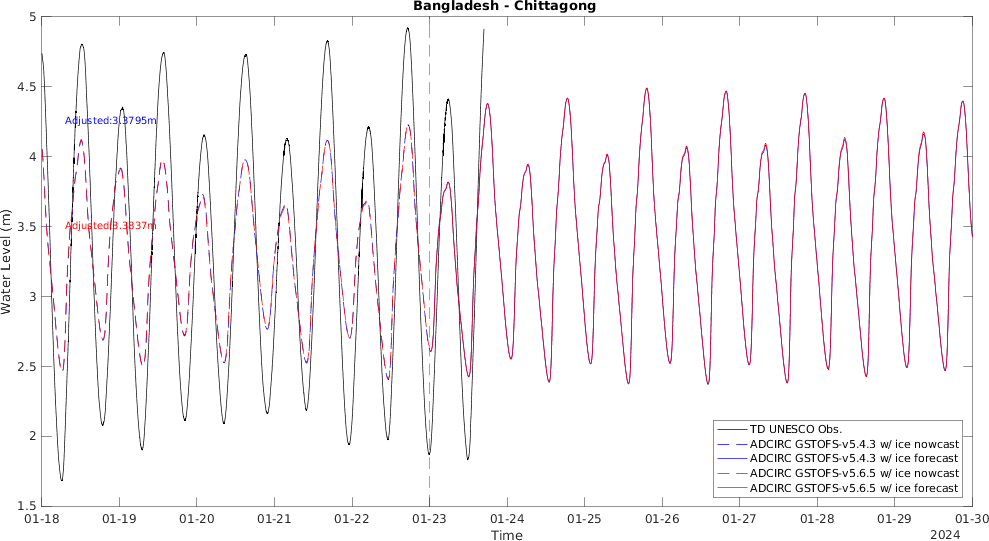 Bangladesh - Chittagong
5
4.5
4
3.5
3
2.5
2
1.5
Water Level (m)
Adjusted:3.3795m
Adjusted:3.3837m
TD UNESCO Obs.
ADCIRC GSTOFS-v5.4.3 w/ ice nowcast
ADCIRC GSTOFS-v5.4.3 w/ ice forecast
ADCIRC GSTOFS-v5.6.5 w/ ice nowcast
ADCIRC GSTOFS-v5.6.5 w/ ice forecast
01-18 01-19 01-20 01-21 01-22 01-23 01-24 01-25 01-26 01-27 01-28 01-29 01-30
Time
2024